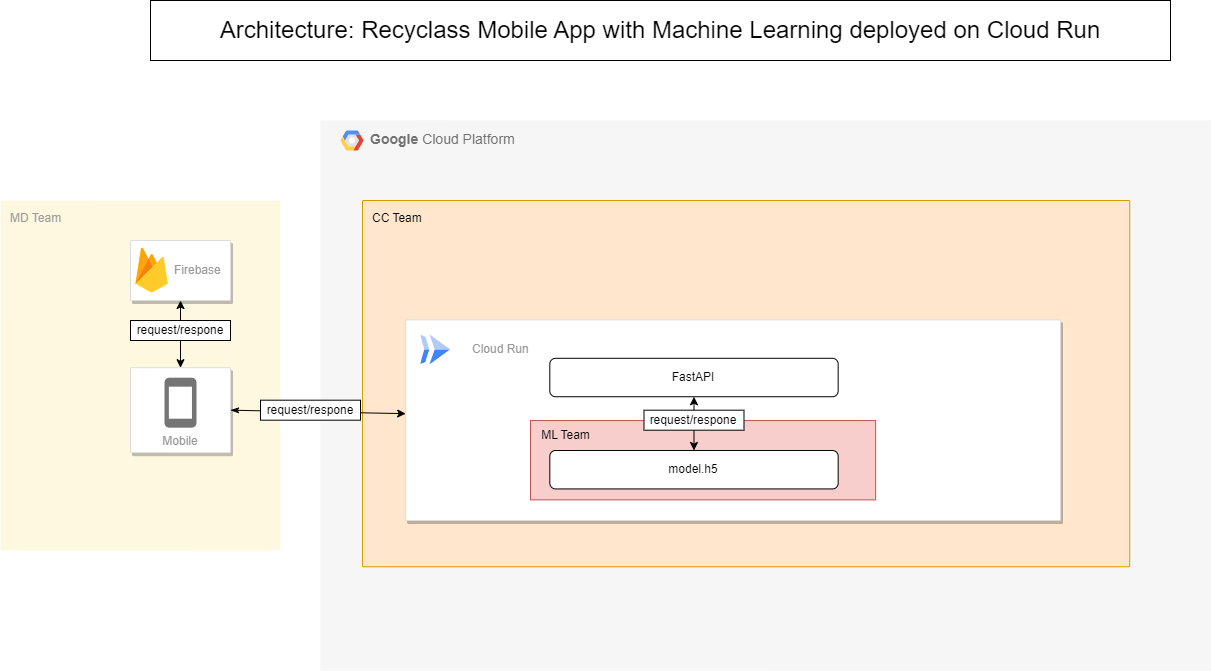 Architecture: Recyclass Mobile App with Machine Learning deployed on Cloud Run
Google Cloud Platform
MD Team
CC Team
Firebase
request/respone
Mobile
request/respone
Cloud Run
FastAPI
request/respone
ML Team
model.h5